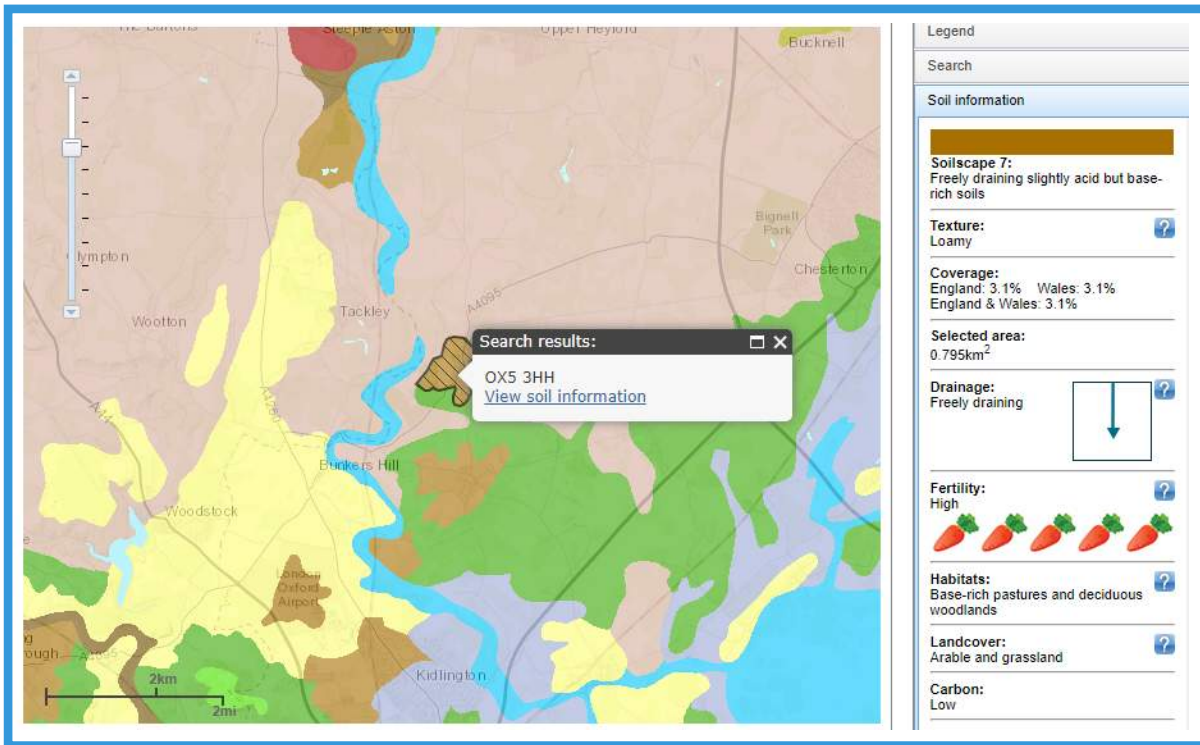 The Bartons
Steeple Aston
Upper Heyford
Bucknell
Bignell
Park
Chesterton
A4095
Wootton
Tackley
A44
A4260
Bunkers Hill
Woodstock
London
Oxford
Airport
A4095
Kidlington
2km
2mi
Search results:
OX5 3HH
View soil information
Legend
Search
Soil information
Soilscape 7:
Freely draining slightly acid but base-
rich soils
Texture:
Loamy
Coverage:
England: 3.1% Wales: 3.1%
England & Wales: 3.1%
Selected area:
0.795km2
Drainage:
Freely draining
Fertility:
High
Habitats:
Base-rich pastures and deciduous
woodlands
Landcover:
Arable and grassland
Carbon:
Low